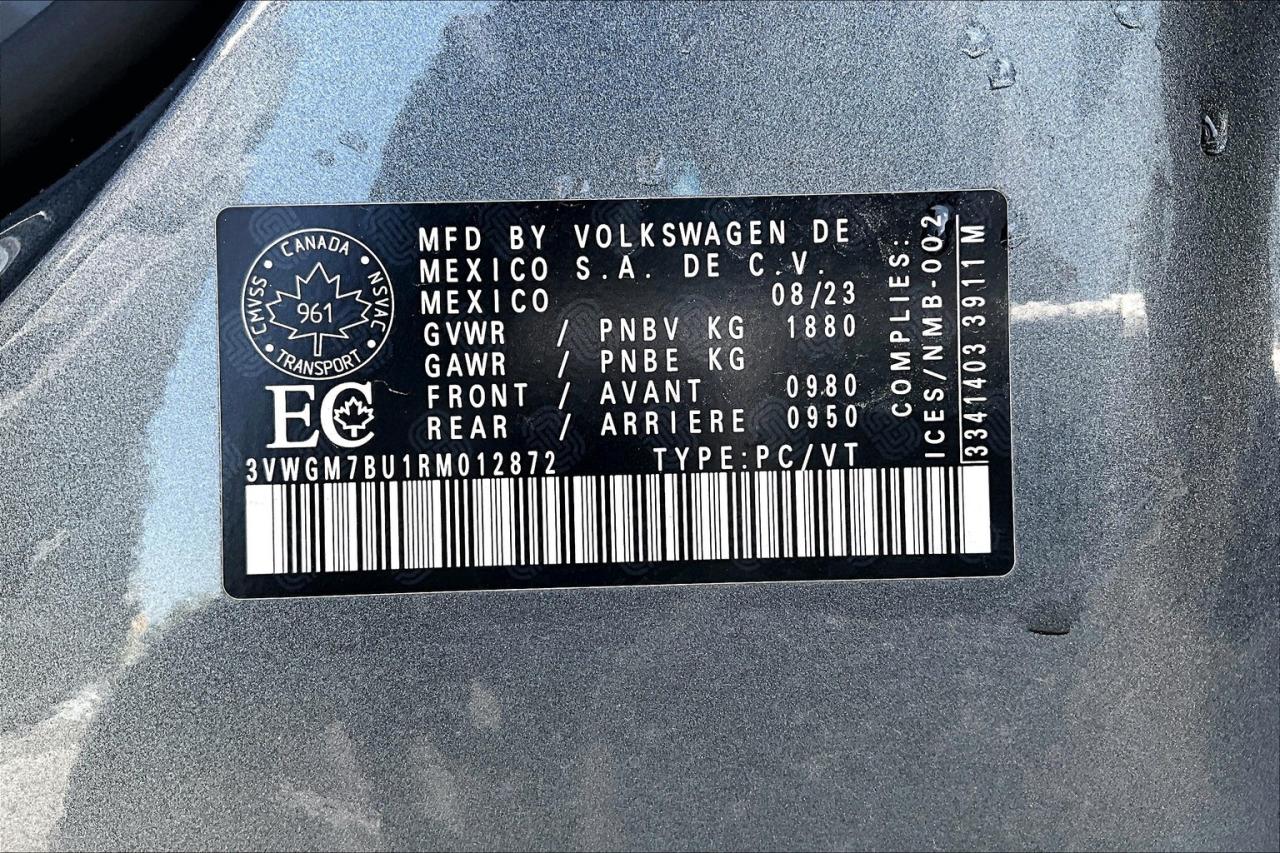 CANADA
CMVSS
NSVAC
961
TRANSPORT
EC
MFD BY VOLKSWAGEN DE
MEXICO S.A. DE C.V.
MEXICO 08/23
GVWR / PNBV KG 1880
GAWR / PNBE KG
FRONT / AVANT 0980
REAR / ARRIERE 0950
3VWGM7BU1RM012872 TYPE:PC/VT
COMPLIES:
ICES/NMB-002
3341403 3911 M